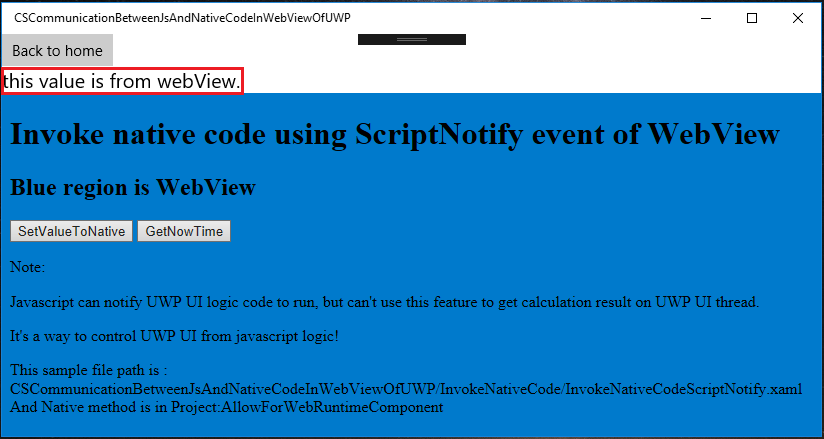 CSCommunicationBetweenJsAndNativeCodeInWebViewOfUWP
Back to home
this value is from webView.
Invoke native code using ScriptNotify event of WebView
Blue region is WebView
SetValueToNative GetNowTime
Note:
Javascript can notify UWP UI logic code to run, but can't use this feature to get calculation result on UWP UI thread.
It's a way to control UWP UI from javascript logic!
This sample file path is :
CSCommunicationBetweenJsAndNativeCodeInWebViewOfUWP/InvokeNativeCode/InvokeNativeCodeScriptNotify.xaml
And Native method is in Project:AllowForWebRuntimeComponent